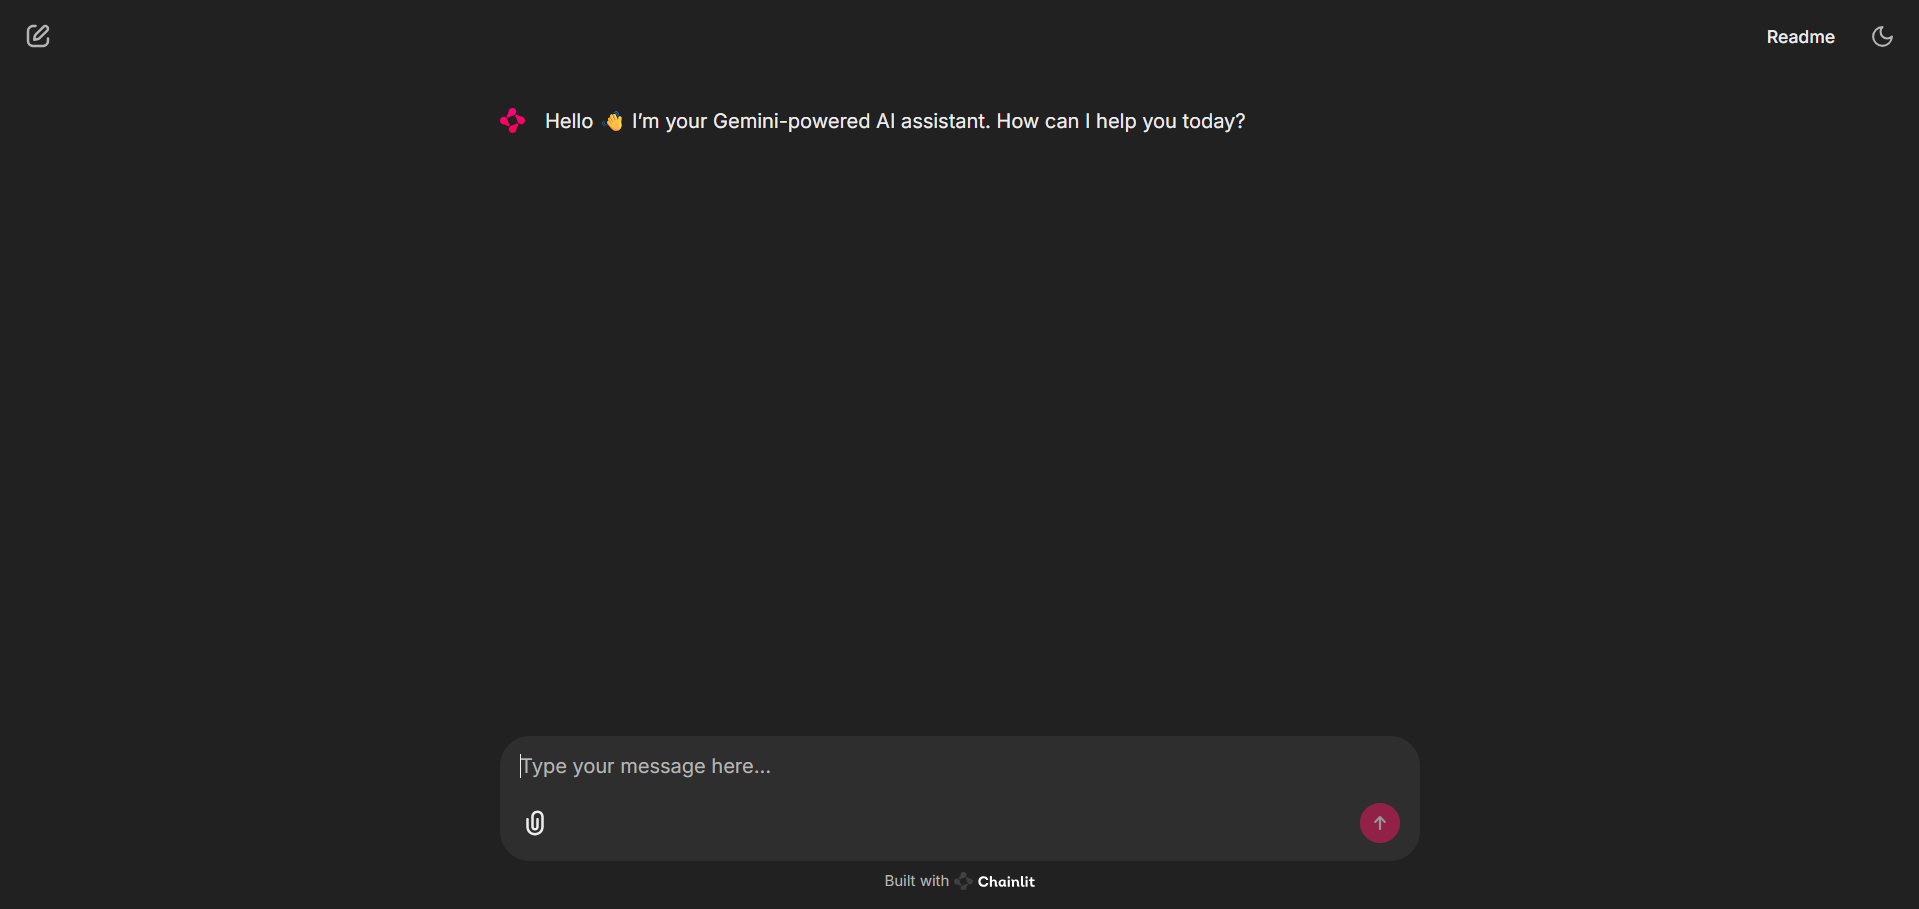 Readme
Hello 👋 I’m your Gemini-powered AI assistant. How can I help you today?
Type your message here...
Built with Chainlit